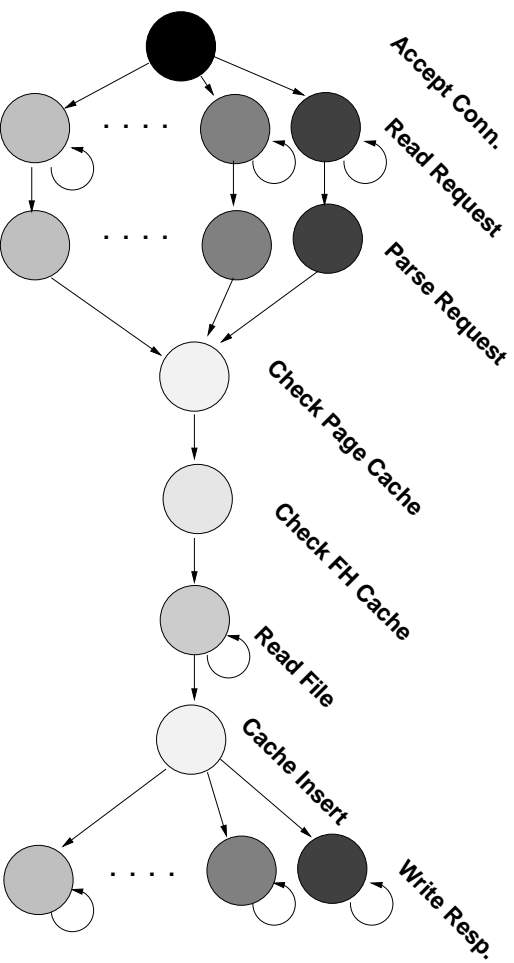 Accept Conn.
Read Request
Parse Request
Check Page Cache
Check FH Cache
Read File
Cache Insert
Write Resp.